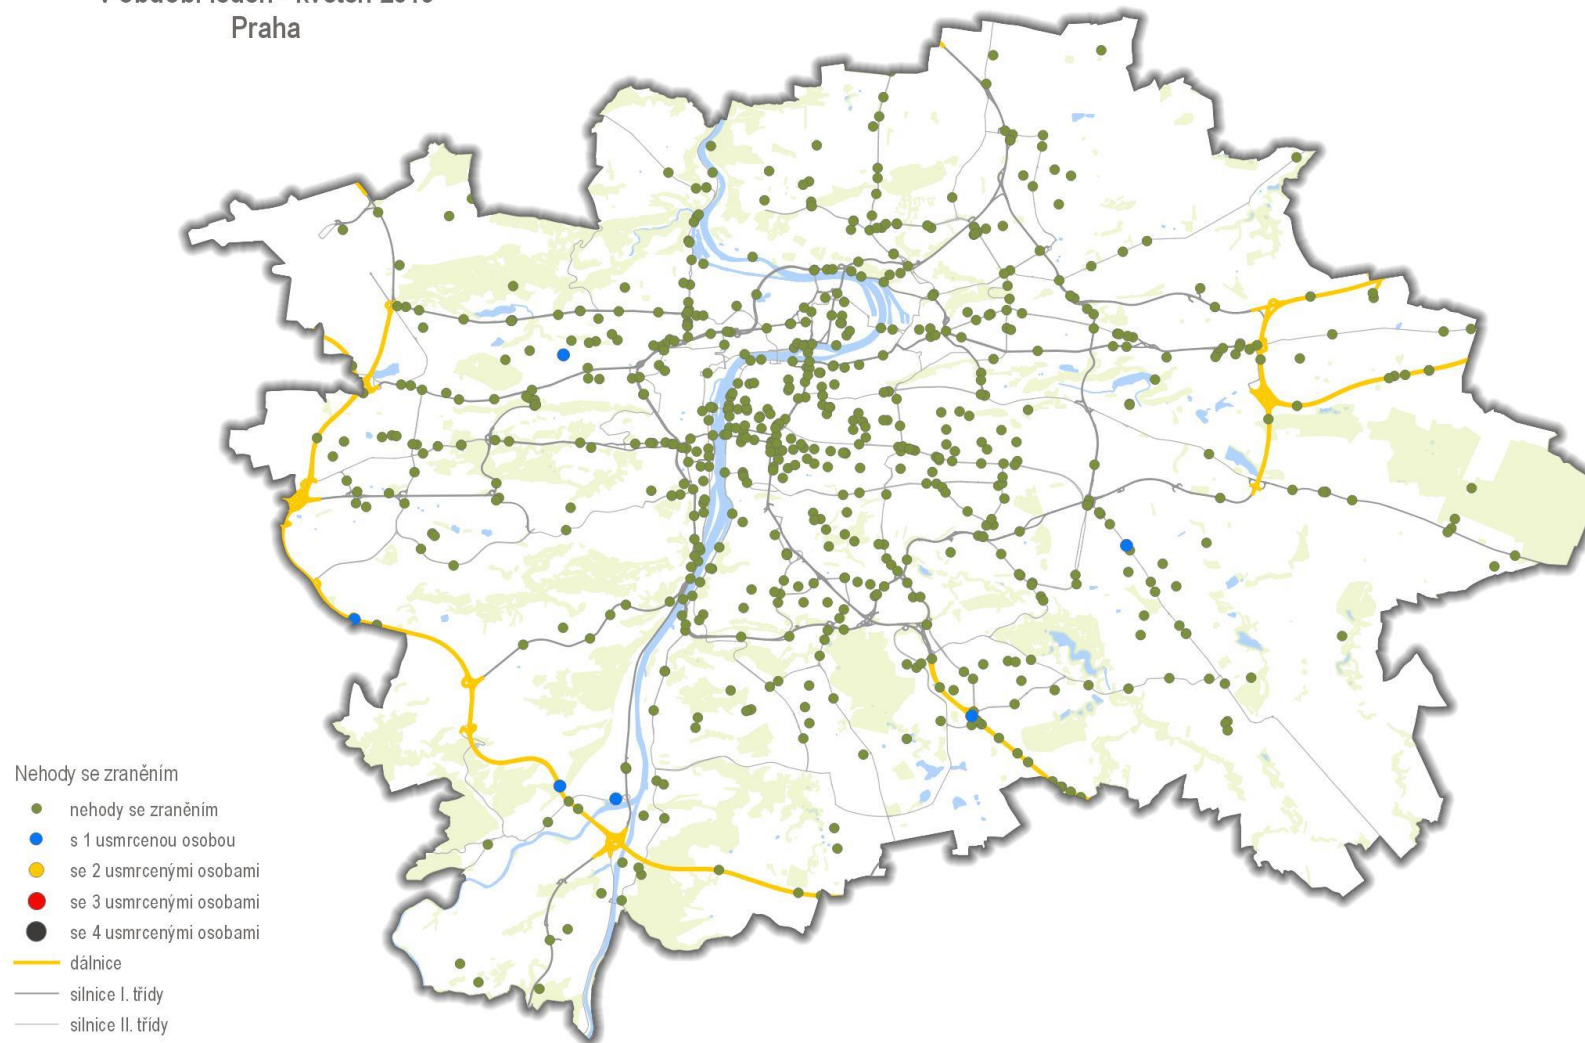 Praha
Nehody se zraněním
nehody se zraněním
s 1 usmrcenou osobou
se 2 usmrcenými osobami
se 3 usmrcenými osobami
se 4 usmrcenými osobami
dálnice
silnice I. třídy
silnice II. třídy